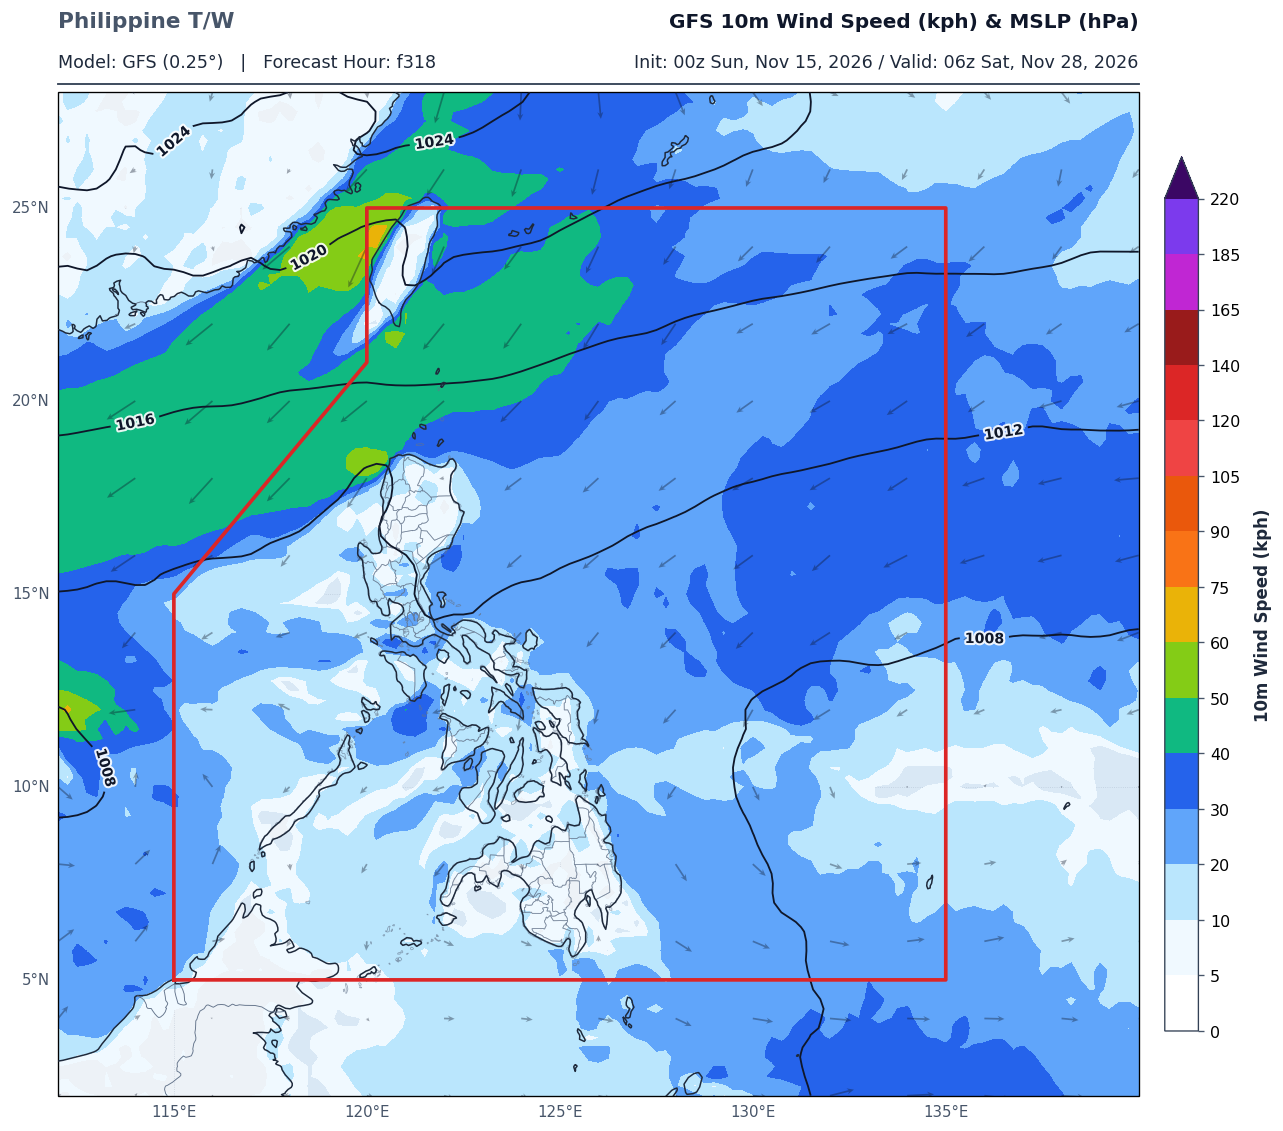 Philippine T/W
GFS 10m Wind Speed (kph) & MSLP (hPa)
Model: GFS (0.25°) | Forecast Hour: f318
Init: 00z Sun, Nov 15, 2026 / Valid: 06z Sat, Nov 28, 2026
1024
1024
1020
1016
1012
1008
1008
25°N
20°N
15°N
10°N
5°N
115°E
120°E
125°E
130°E
135°E
220
185
165
140
120
105
90
75
60
50
40
30
20
10
5
0
10m Wind Speed (kph)